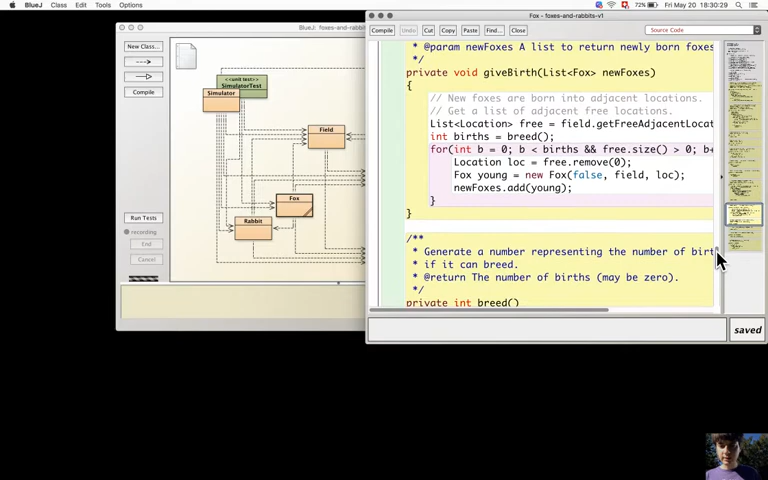 BlueJ Class Edit Tools Options
72% Fri May 20 18:30:29
BlueJ: foxes-and-rabbi
New Class...
Compile
Run Tests
recording
End
Cancel
<<unit test>>
SimulatorTest
Simulator
Field
Fox
Rabbit
Fox - foxes-and-rabbits-v1
Compile Undo Cut Copy Paste Find... Close
Source Code
* @param newFoxes A list to return newly born foxes
*/
private void giveBirth(List<Fox> newFoxes)
{
// New foxes are born into adjacent locations.
// Get a list of adjacent free locations.
List<Location> free = field.getFreeAdjacentLocat
int births = breed();
for(int b = 0; b < births && free.size() > 0; b+
Location loc = free.remove(0);
Fox young = new Fox(false, field, loc);
newFoxes.add(young);
}
}
/**
* Generate a number representing the number of birt
* if it can breed.
* @return The number of births (may be zero).
*/
private int breed()
saved